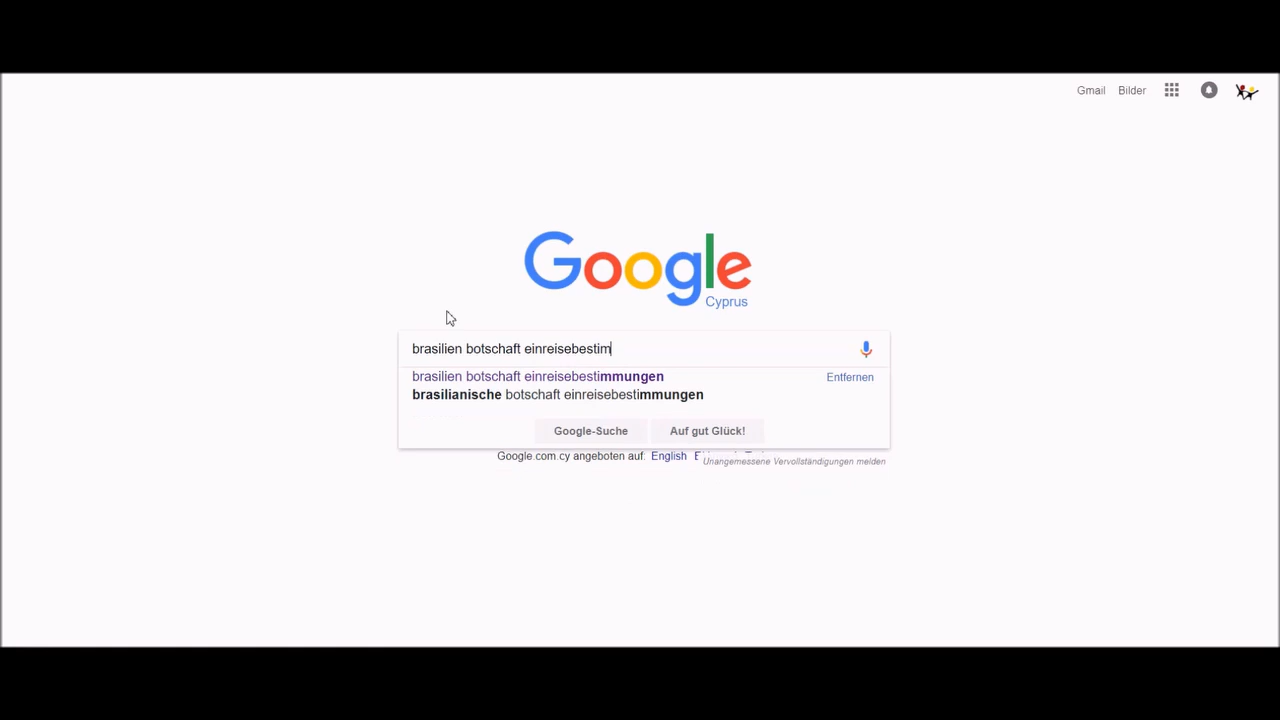 Gmail Bilder
Google
Cyprus
brasilien botschaft einreisebestim
brasilien botschaft einreisebestimmungen Entfernen
brasilianische botschaft einreisebestimmungen
Google-Suche Auf gut Glück!
Google.com.cy angeboten auf: English
Unangemessene Vervollständigungen melden